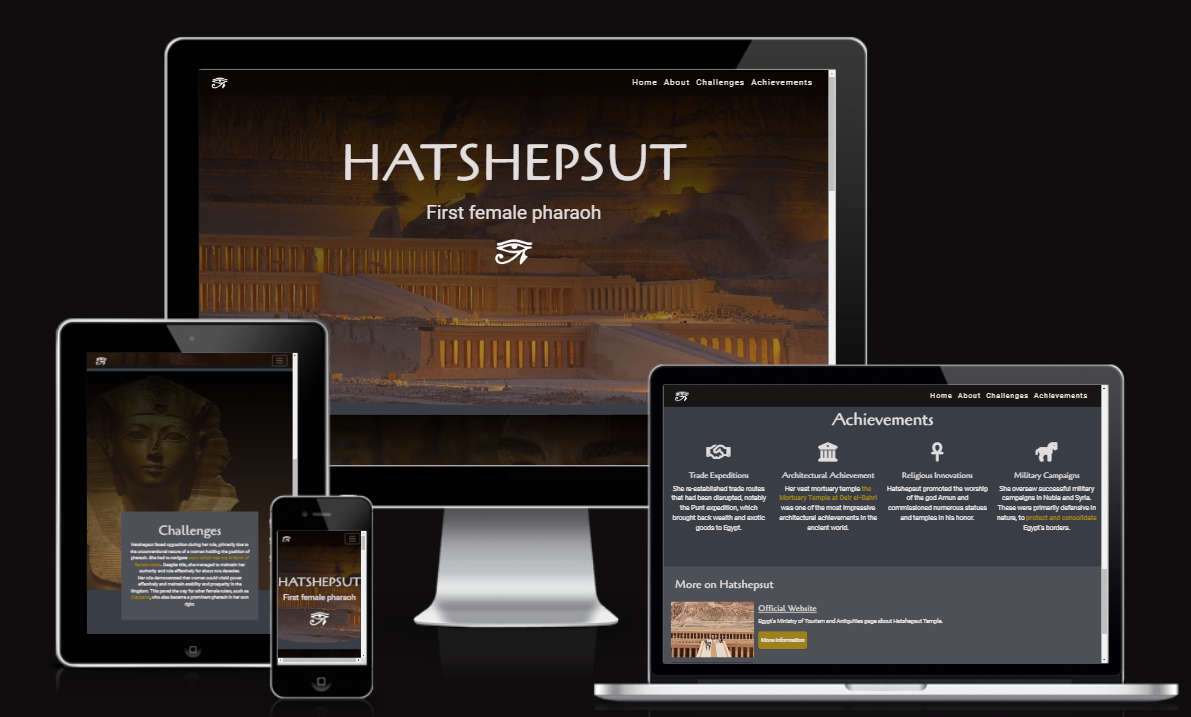 Home About Challenges Achievements
HATSHEPSUT
First female pharaoh
Challenges
Hatshepsut faced opposition during her rule, primarily due to
the unconventional nature of a woman holding the position of
pharaoh. She had to navigate
Despite this, she managed to maintain her
authority and rule effectively for about two decades.
Her rule demonstrated that women could wield power
effectively and maintain stability and prosperity in the
kingdom. This paved the way for other female rulers, such as
Cleopatra, who also became a prominent pharaoh in her own
right.
HATSHEPSUT
First female pharaoh
Home About Challenges Achievements
Achievements
Trade Expeditions
She re-established trade routes
that had been disrupted, notably
the Punt expedition, which
brought back wealth and exotic
goods to Egypt.
Architectural Achievement
Her vast mortuary temple the
Mortuary Temple at Deir el-Bahri
was one of the most impressive
architectural achievements in the
ancient world.
Religious Innovations
Hatshepsut promoted the worship
of the god Amun and
commissioned numerous statues
and temples in his honor.
Military Campaigns
She oversaw successful military
campaigns in Nubia and Syria.
These were primarily defensive in
nature, to protect and consolidate
Egypt's borders.
More on Hatshepsut
Official Website
Egypt's Ministry of Tourism and Antiquities page about Hatshepsut Temple.
More Information